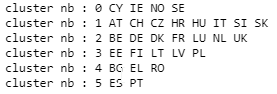 cluster nb : 0 CY IE NO SE
cluster nb : 1 AT CH CZ HR HU IT SI SK
cluster nb : 2 BE DE DK FR LU NL UK
cluster nb : 3 EE FI LT LV PL
cluster nb : 4 BG EL RO
cluster nb : 5 ES PT